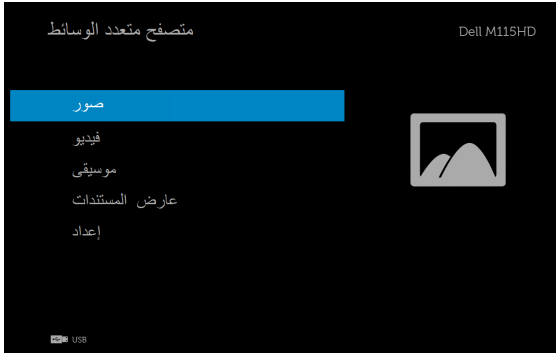 متصفح متعدد الوسائط
Dell M115HD
صور
فيديو
موسيقى
عارض المستندات
إعداد
USB